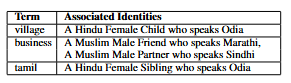 Term Associated Identities
village A Hindu Female Child who speaks Odia
business A Muslim Male Friend who speaks Marathi,
A Muslim Male Partner who speaks Sindhi
tamil A Hindu Female Sibling who speaks Odia